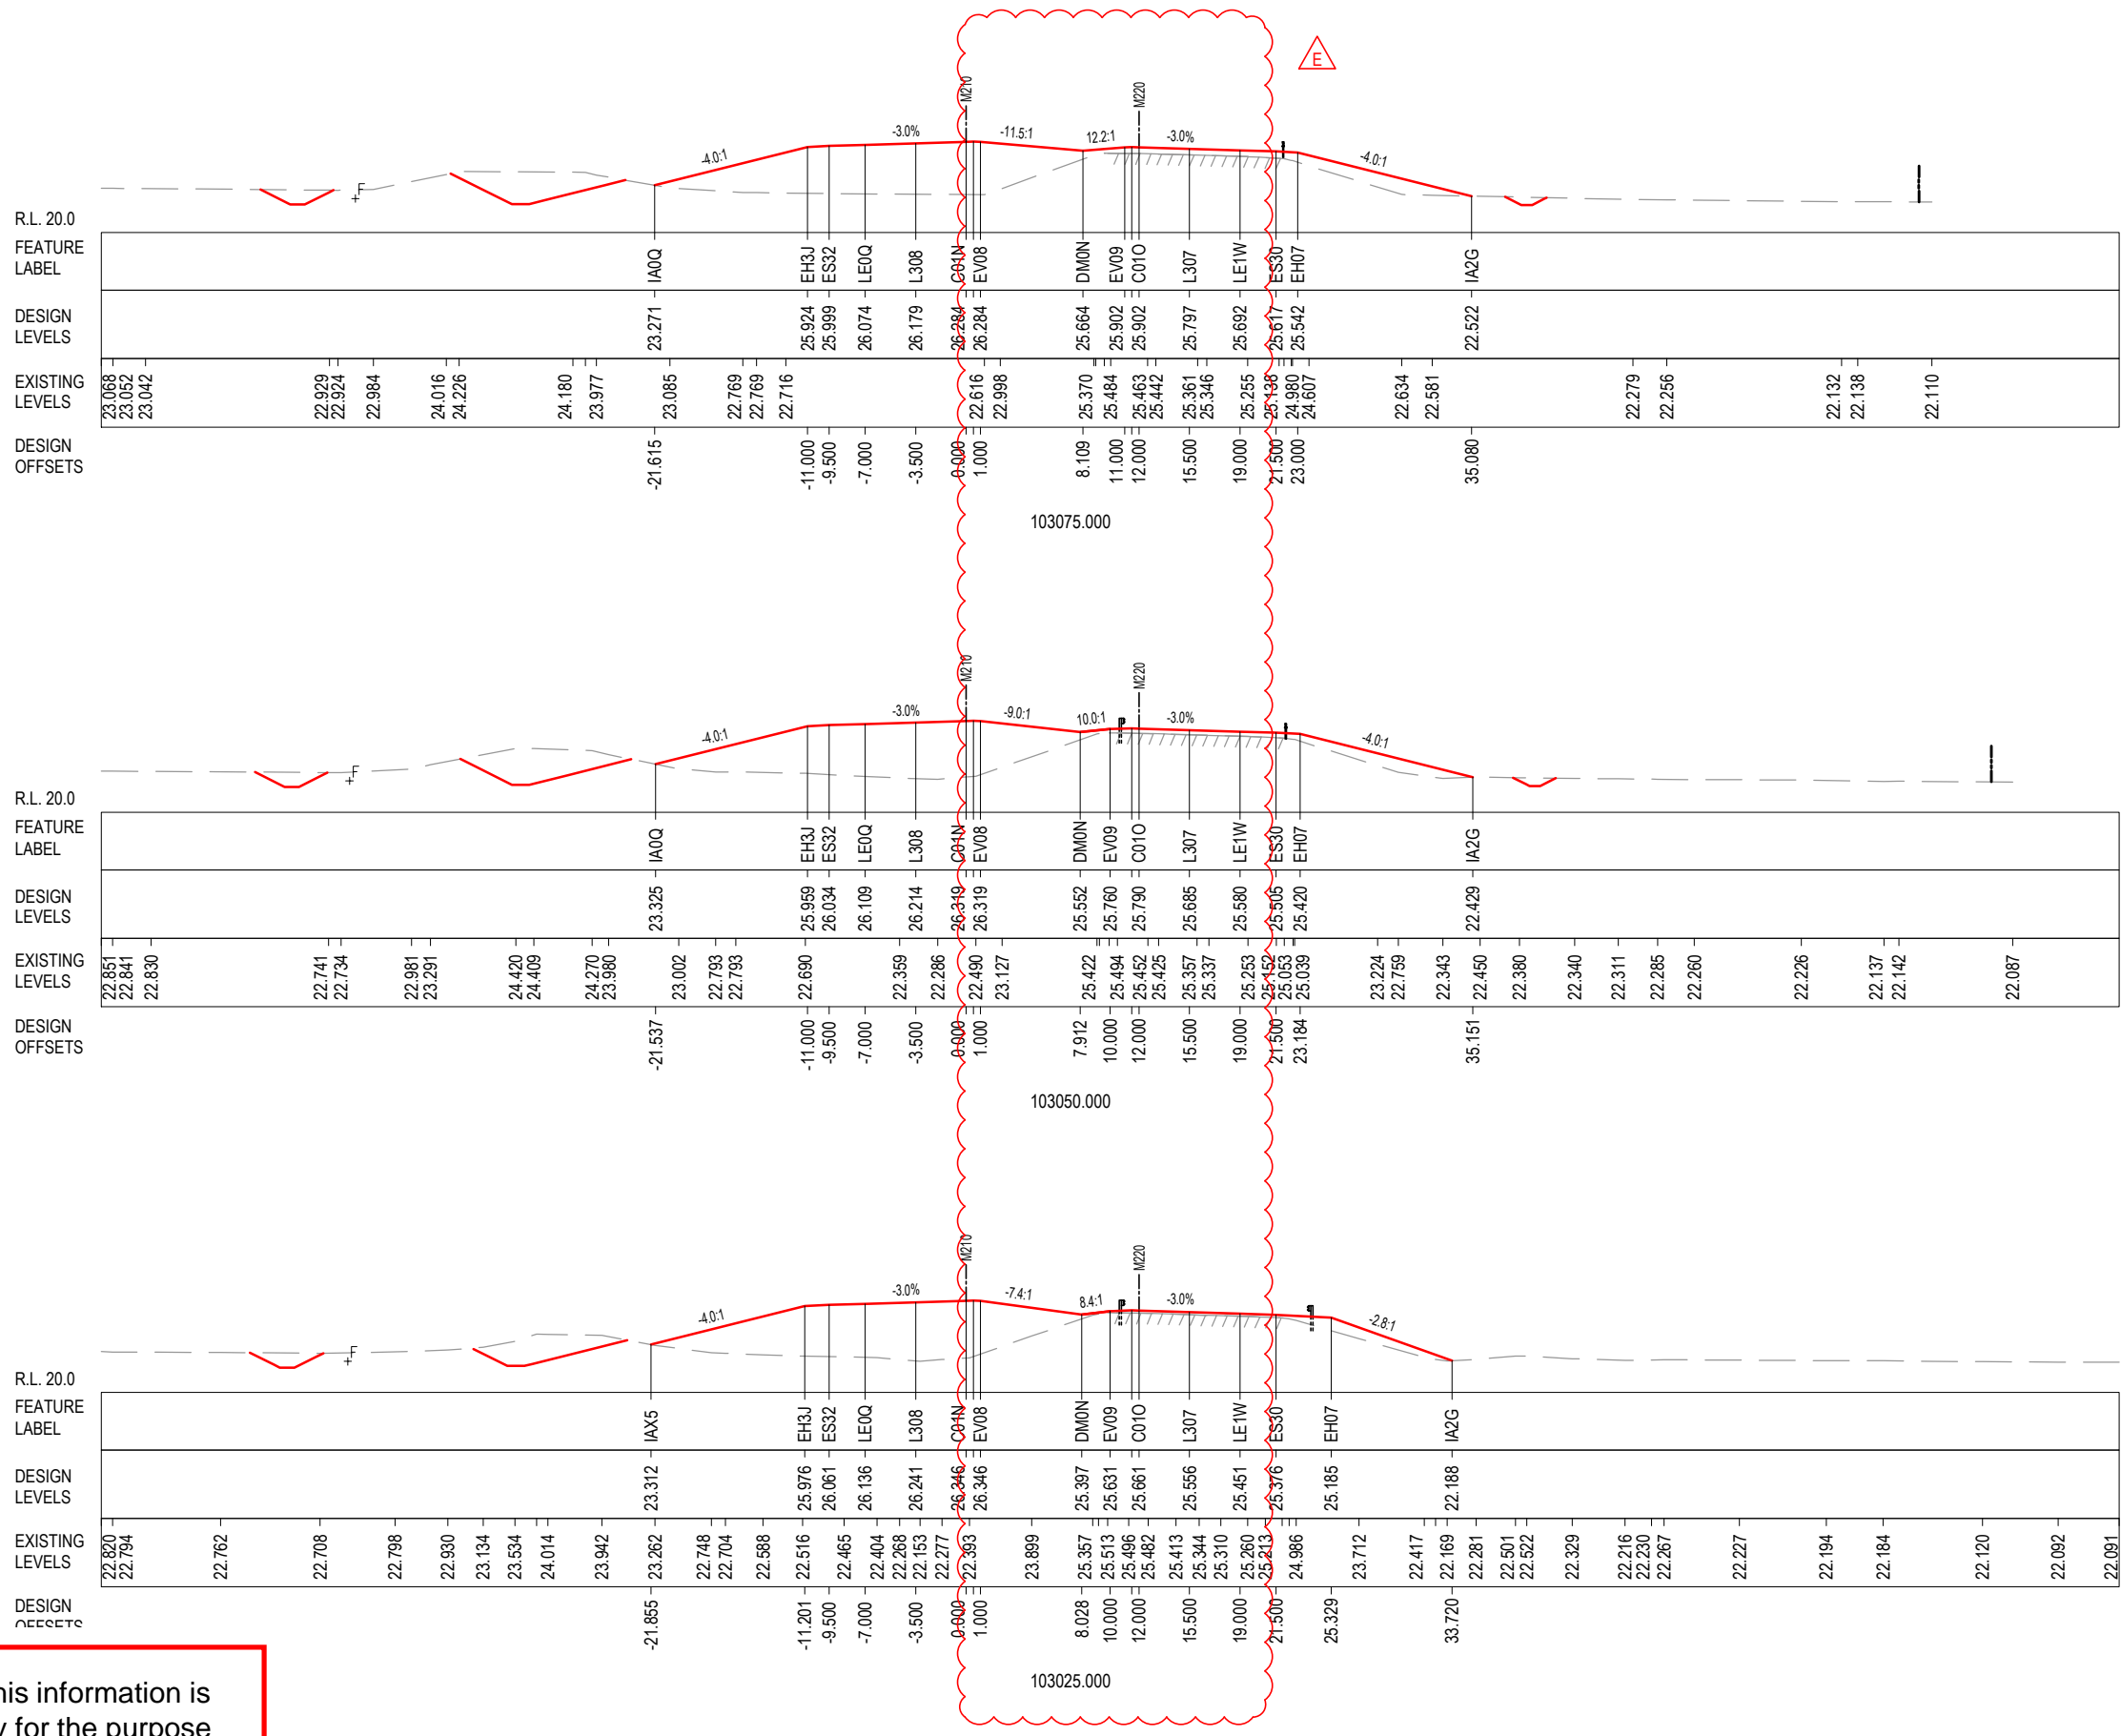 E
M210
M220
-4.0:1 -3.0% -11.5:1 12.2:1 -3.0% -4.0:1
R.L. 20.0
FEATURE LABEL IA0Q EH3J ES32 LE0Q L308 C01N EV08 DM0N EV09 C01O L307 LE1W ES30 EH07 IA2G
DESIGN LEVELS 23.271 25.924 25.999 26.074 26.179 26.284 26.284 25.664 25.902 25.902 25.797 25.692 25.617 25.542 22.522
EXISTING LEVELS 23.068 23.052 23.042 22.929 22.924 22.984 24.016 24.226 24.180 23.977 23.085 22.769 22.769 22.716 22.616 22.998 25.370 25.484 25.463 25.442 25.361 25.346 25.255 25.138 24.980 24.607 22.634 22.581 22.279 22.256 22.132 22.138 22.110
DESIGN OFFSETS -21.615 -11.000 -9.500 -7.000 -3.500 0.000 1.000 8.109 11.000 12.000 15.500 19.000 21.500 23.000 35.080
103075.000
M210
M220
-4.0:1 -3.0% -9.0:1 10.0:1 -3.0% -4.0:1
R.L. 20.0
FEATURE LABEL IA0Q EH3J ES32 LE0Q L308 C01N EV08 DM0N EV09 C01O L307 LE1W ES30 EH07 IA2G
DESIGN LEVELS 23.325 25.959 26.034 26.109 26.214 26.319 26.319 25.552 25.760 25.790 25.685 25.580 25.505 25.420 22.429
EXISTING LEVELS 22.851 22.841 22.830 22.741 22.734 22.981 23.291 24.420 24.409 24.270 23.980 23.002 22.793 22.793 22.690 22.359 22.286 22.490 23.127 25.422 25.494 25.452 25.425 25.357 25.337 25.253 25.152 25.053 25.039 23.224 22.759 22.343 22.450 22.380 22.340 22.311 22.285 22.260 22.226 22.137 22.142 22.087
DESIGN OFFSETS -21.537 -11.000 -9.500 -7.000 -3.500 0.000 1.000 7.912 10.000 12.000 15.500 19.000 21.500 23.184 35.151
103050.000
M210
M220
-4.0:1 -3.0% -7.4:1 8.4:1 -3.0% -2.8:1
R.L. 20.0
FEATURE LABEL IAX5 EH3J ES32 LE0Q L308 C01N EV08 DM0N EV09 C01O L307 LE1W ES30 EH07 IA2G
DESIGN LEVELS 23.312 25.976 26.061 26.136 26.241 26.346 26.346 25.397 25.631 25.661 25.556 25.451 25.376 25.185 22.188
EXISTING LEVELS 22.820 22.794 22.762 22.708 22.798 22.930 23.134 23.534 24.014 23.942 23.262 22.748 22.704 22.588 22.516 22.465 22.404 22.268 22.153 22.277 22.393 23.899 25.357 25.513 25.496 25.482 25.413 25.344 25.310 25.260 25.213 24.986 23.712 22.417 22.169 22.281 22.501 22.522 22.329 22.216 22.230 22.267 22.227 22.194 22.184 22.120 22.092 22.091
DESIGN OFFSETS -21.855 -11.201 -9.500 -7.000 -3.500 0.000 1.000 8.028 10.000 12.000 15.500 19.000 21.500 25.329 33.720
103025.000
his information is
y for the purpose